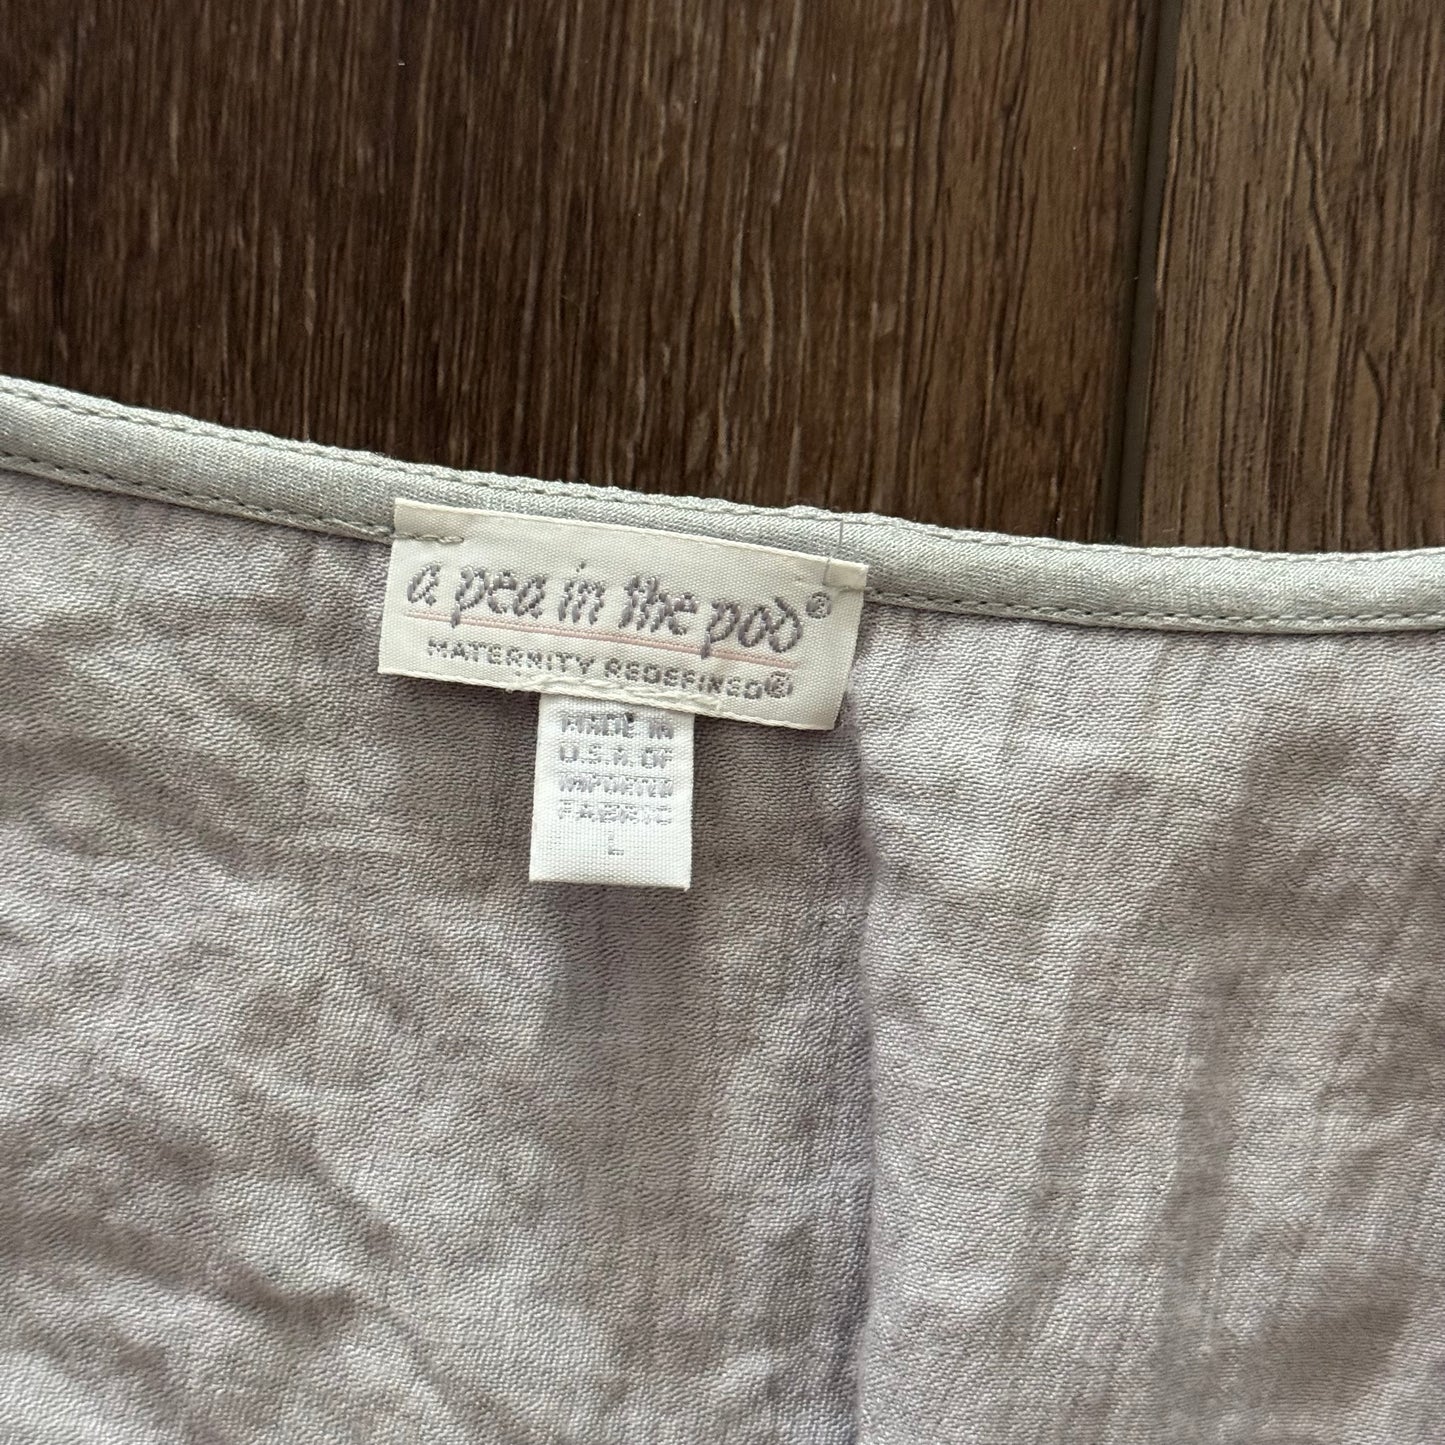 a pea in the pod®
MATERNITY REDEFINED®
MADE IN
U.S.A. OF
IMPORTED
FABRIC
L